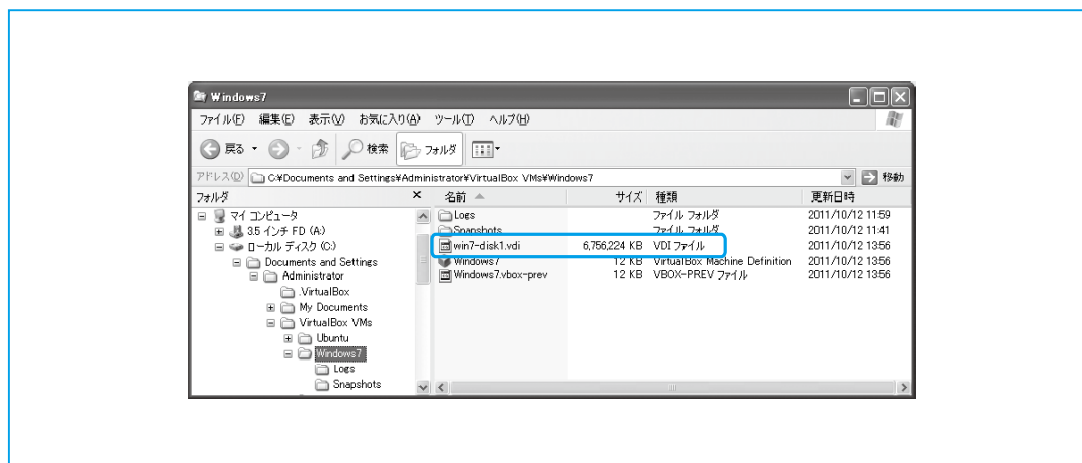 Windows7
ファイル(F) 編集(E) 表示(V) お気に入り(A) ツール(T) ヘルプ(H)
戻る 検索 フォルダ
アドレス(D) C:¥Documents and Settings¥Administrator¥VirtualBox VMs¥Windows7 移動
フォルダ × 名前 サイズ 種類 更新日時
マイ コンピュータ
3.5 インチ FD (A:)
ローカル ディスク (C:)
Documents and Settings
Administrator
.VirtualBox
My Documents
VirtualBox VMs
Ubuntu
Windows7
Logs
Snapshots
Logs ファイル フォルダ 2011/10/12 11:59
Snapshots ファイル フォルダ 2011/10/12 11:41
win7-disk1.vdi 6,756,224 KB VDI ファイル 2011/10/12 13:56
Windows7 12 KB VirtualBox Machine Definition 2011/10/12 13:56
Windows7.vbox-prev 12 KB VBOX-PREV ファイル 2011/10/12 13:56